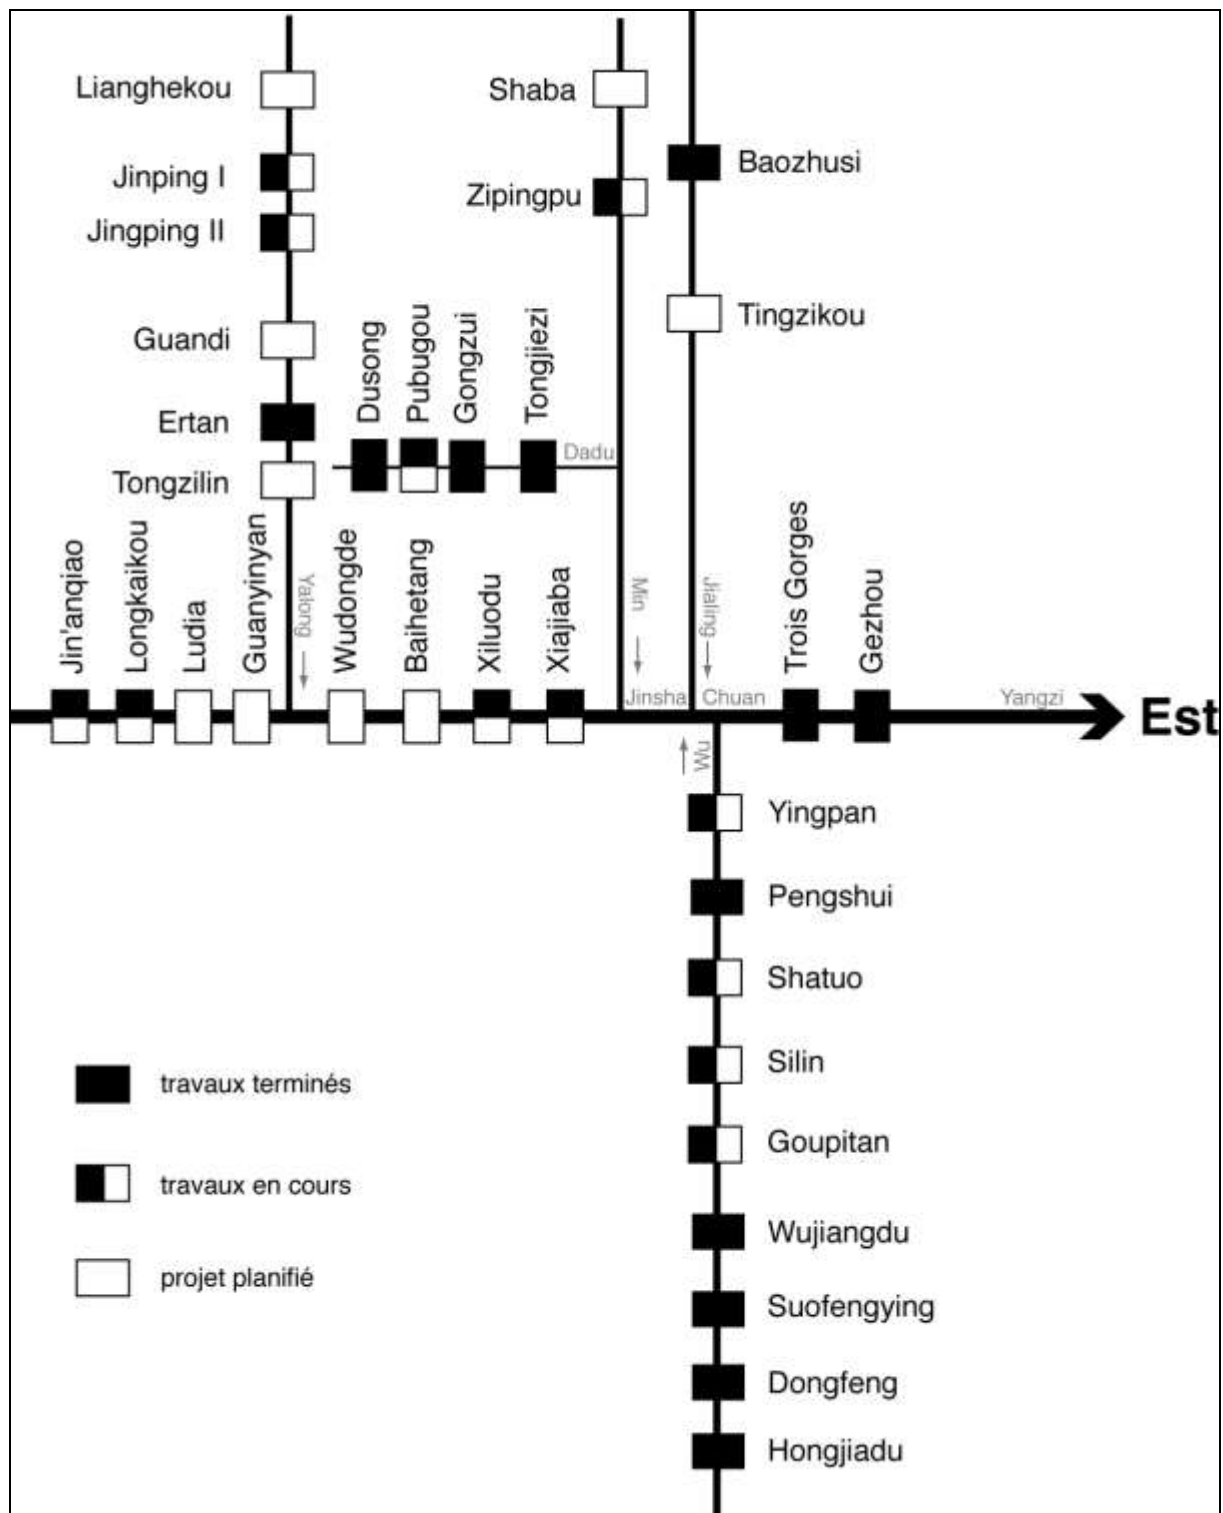 Lianghekou
Jinping I
Jingping II
Guandi
Ertan
Tongzilin
Shaba
Zipingpu
Baozhusi
Tingzikou
Dusong
Pubugou
Gongzui
Tongjiezi
Dadu
Jin'anqiao
Longkaikou
Ludia
Guanyinyan
Yalong
Wudongde
Baihetang
Xiluodu
Xiajiaba
Min
Jialing
Trois Gorges
Gezhou
Jinsha
Chuan
Yangzi
Est
Wu
Yingpan
Pengshui
Shatuo
Silin
Goupitan
Wujiangdu
Suofengying
Dongfeng
Hongjiadu
travaux terminés
travaux en cours
projet planifié